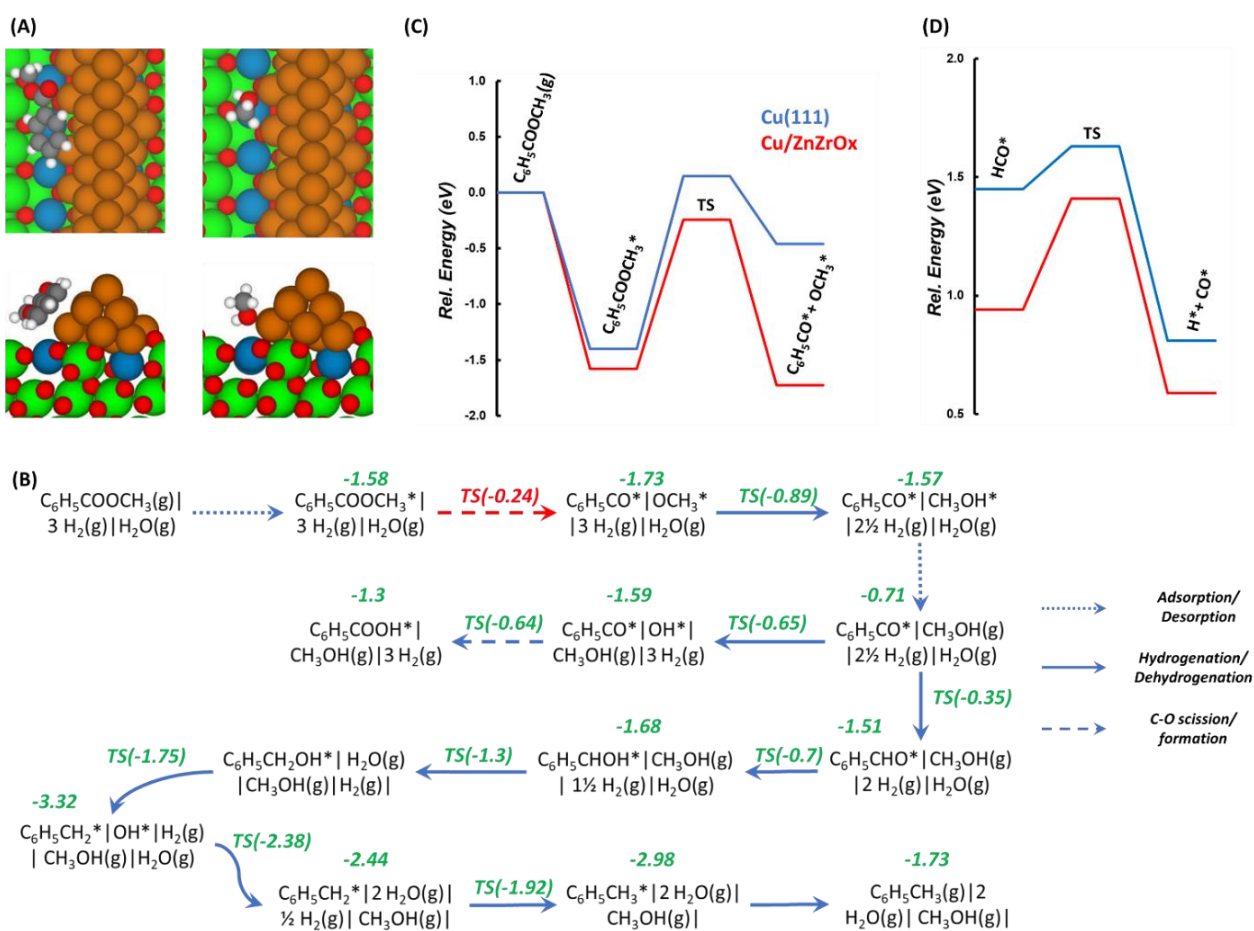 (A)
(C)
Rel. Energy (eV)
1.0
0.5
0.0
-0.5
-1.0
-1.5
-2.0
C₆H₅COOCH₃(g)
C₆H₅COOCH₃*
TS
C₆H₅CO*+ OCH₃*
Cu(111)
Cu/ZnZrOx
(D)
Rel. Energy (eV)
2.0
1.5
1.0
0.5
HCO*
TS
H*+ CO*
(B)
C₆H₅COOCH₃(g)|
3 H₂(g)|H₂O(g)
-1.58
C₆H₅COOCH₃*|
3 H₂(g)|H₂O(g)
TS(-0.24)
-1.73
C₆H₅CO*|OCH₃*
|3 H₂(g)|H₂O(g)
TS(-0.89)
-1.57
C₆H₅CO*|CH₃OH*
|2½ H₂(g)|H₂O(g)
-1.3
C₆H₅COOH*|
CH₃OH(g)|3 H₂(g)
TS(-0.64)
-1.59
C₆H₅CO*|OH*|
CH₃OH(g)|3 H₂(g)
TS(-0.65)
-0.71
C₆H₅CO*|CH₃OH(g)
|2½ H₂(g)|H₂O(g)
TS(-0.35)
TS(-1.75)
C₆H₅CH₂OH*| H₂O(g)
|CH₃OH(g)|H₂(g)|
TS(-1.3)
-1.68
C₆H₅CHOH*|CH₃OH(g)
| 1½ H₂(g)|H₂O(g)
TS(-0.7)
-1.51
C₆H₅CHO*|CH₃OH(g)
|2 H₂(g)|H₂O(g)
-3.32
C₆H₅CH₂*|OH*|H₂(g)
| CH₃OH(g)|H₂O(g)
TS(-2.38)
-2.44
C₆H₅CH₂*|2 H₂O(g)|
½ H₂(g)| CH₃OH(g)|
TS(-1.92)
-2.98
C₆H₅CH₃*|2 H₂O(g)|
CH₃OH(g)|
-1.73
C₆H₅CH₃(g)|2
H₂O(g)| CH₃OH(g)|
Adsorption/
Desorption
Hydrogenation/
Dehydrogenation
C-O scission/
formation